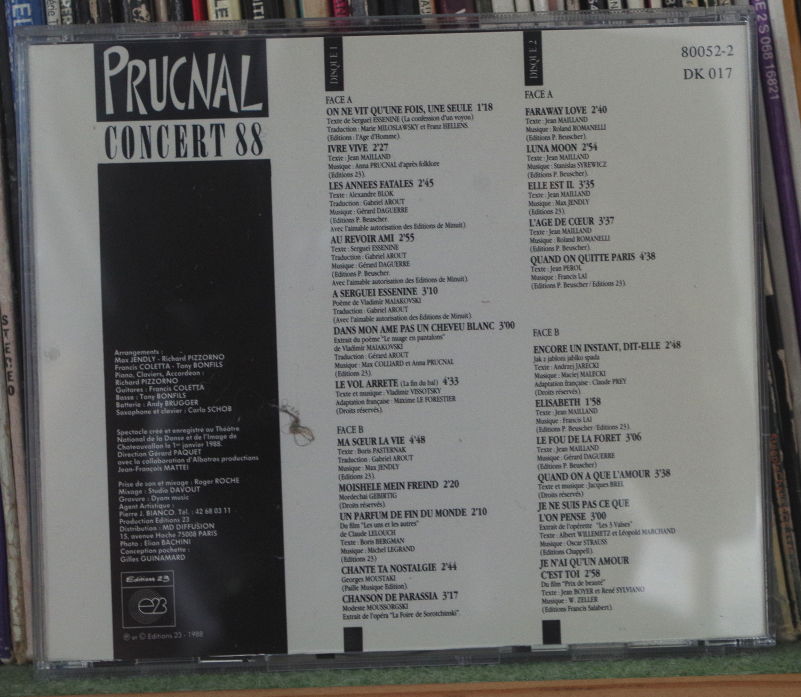 PRUCNAL
CONCERT 88
Arrangements :
Max JENDLY - Richard PIZZORNO
Francis COLETTA - Tony BONFILS
Piano, Claviers, Accordéon :
Richard PIZZORNO
Guitares : Francis COLETTA
Basse : Tony BONFILS
Batterie : Andy BRUGGER
Saxophone et clavier : Carlo SCHOB
Spectacle créé et enregistré au Théâtre
National de la Danse et de l'Image de
Chateauvallon le 1er janvier 1988.
Direction Gérard PAQUET
avec la collaboration d'Albatros productions
Jean-François MATTEI
Prise de son et mixage : Roger ROCHE
Mixage : Studio DAVOUT
Gravure : Dyam music
Agent Artistique :
Pierre J. BIANCO. Tel. : 42 68 03 11
Production Editions 23
Distribution : MD DIFFUSION
15, avenue Hoche 75008 PARIS
Photo : Elian BACHINI
Conception pochette :
Gilles GUINAMARD
Editions 23
e23
℗ et © Editions 23 - 1988
DISQUE 1
FACE A
ON NE VIT QU'UNE FOIS, UNE SEULE 1'18
Texte de Serguei ESSENINE (La confession d'un voyou)
Traduction : Marie MILOSLAWSKY et Franz HELLENS
(Editions : l'Age d'Homme).
IVRE VIVE 2'27
Texte : Jean MAILLAND
Musique : Anna PRUCNAL d'après folklore
(Editions 23).
LES ANNEES FATALES 2'45
Texte : Alexandre BLOK
Traduction : Gabriel AROUT
Musique : Gérard DAGUERRE
(Editions P. Beuscher.
Avec l'aimable autorisation des Editions de Minuit).
AU REVOIR AMI 2'55
Texte : Serguei ESSENINE
Traduction : Gabriel AROUT
Musique : Gérard DAGUERRE
(Editions P. Beuscher.
Avec l'aimable autorisation des Editions de Minuit).
A SERGUEI ESSENINE 3'10
Poème de Vladimir MAIAKOVSKI
Traduction : Gabriel AROUT
(Avec l'aimable autorisation des Editions de Minuit).
DANS MON AME PAS UN CHEVEU BLANC 3'00
Extrait du poème "Le nuage en pantalons"
de Vladimir MAIAKOVSKI
Traduction : Gérard AROUT
Musique : Max COLLIARD et Anna PRUCNAL
(Editions 23).
LE VOL ARRETE (La fin du bal) 4'33
Texte et musique : Vladimir VISSOTSKY
Adaptation française : Maxime LE FORESTIER
(Droits réservés).
FACE B
MA SŒUR LA VIE 4'48
Texte : Boris PASTERNAK
Traduction : Gabriel AROUT
Musique : Max JENDLY
(Editions 23).
MOISHELE MEIN FREIND 2'20
Mordechaï GEBIRTIG
(Droits réservés)
UN PARFUM DE FIN DU MONDE 2'10
Du film "Les uns et les autres"
de Claude LELOUCH
Texte : Boris BERGMAN
Musique : Michel LEGRAND
(Editions 23)
CHANTE TA NOSTALGIE 2'44
Georges MOUSTAKI
(Paille Musique Edition).
CHANSON DE PARASSIA 3'17
Modeste MOUSSORGSKI
Extrait de l'opéra "La Foire de Sorotchinski".
80052-2
DK 017
DISQUE 2
FACE A
FARAWAY LOVE 2'40
Texte : Jean MAILLAND
Musique : Roland ROMANELLI
(Editions P. Beuscher).
LUNA MOON 2'54
Texte : Jean MAILLAND
Musique : Stanislas SYREWICZ
(Editions P. Beuscher).
ELLE EST IL 3'35
Texte : Jean MAILLAND
Musique : Max JENDLY
(Editions 23).
L'AGE DE CŒUR 3'37
Texte : Jean MAILLAND
Musique : Roland ROMANELLI
(Editions P. Beuscher).
QUAND ON QUITTE PARIS 4'38
Texte : Jean PEROL
Musique : Francis LAÏ
(Editions P. Beuscher / Editions 23).
FACE B
ENCORE UN INSTANT, DIT-ELLE 2'48
Jak z jabloni jablko spada
Texte : Andrzej JARECKI
Musique : Maciej MALECKI
Adaptation française : Claude PREY
(Droits réservés).
ELISABETH 1'58
Texte : Jean MAILLAND
Musique : Francis LAÏ
(Editions P. Beuscher / Editions 23).
LE FOU DE LA FORET 3'06
Texte : Jean MAILLAND
Musique : Gérard DAGUERRE
(Editions P. Beuscher)
QUAND ON A QUE L'AMOUR 3'38
Texte et musique : Jacques BREL
(Droits réservés)
JE NE SUIS PAS CE QUE
L'ON PENSE 3'00
Extrait de l'opérette "Les 3 Valses"
Texte : Albert WILLEMETZ et Léopold MARCHAND
Musique : Oscar STRAUSS
(Editions Chappell).
JE N'AI QU'UN AMOUR
C'EST TOI 2'58
Du film "Prix de beauté"
Texte : Jean BOYER et René SYLVIANO
Musique : W. ZELLER
(Editions Francis Salabert).
STEREO